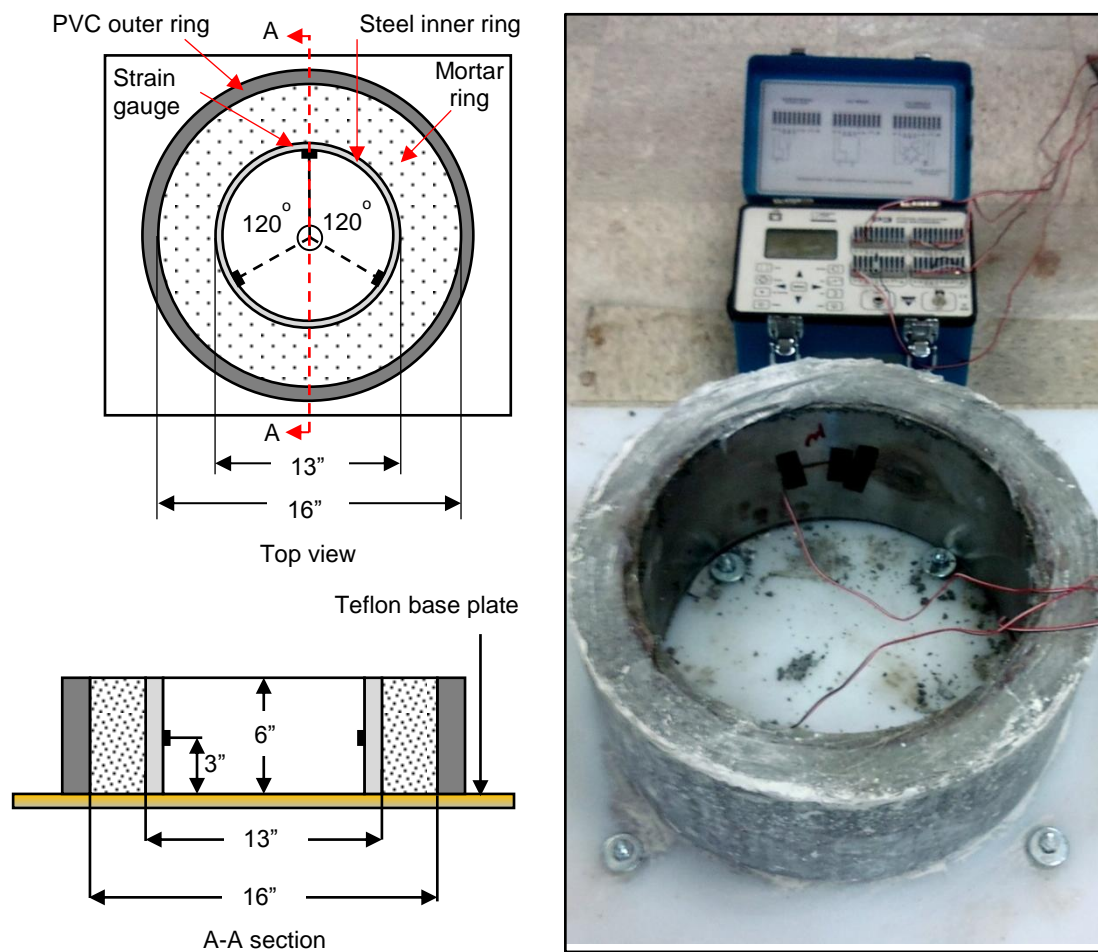 PVC outer ring
A
Steel inner ring
Strain
gauge
Mortar
ring
120°
120°
A
13”
16”
Top view
Teflon base plate
6”
3”
13”
16”
A-A section
P3